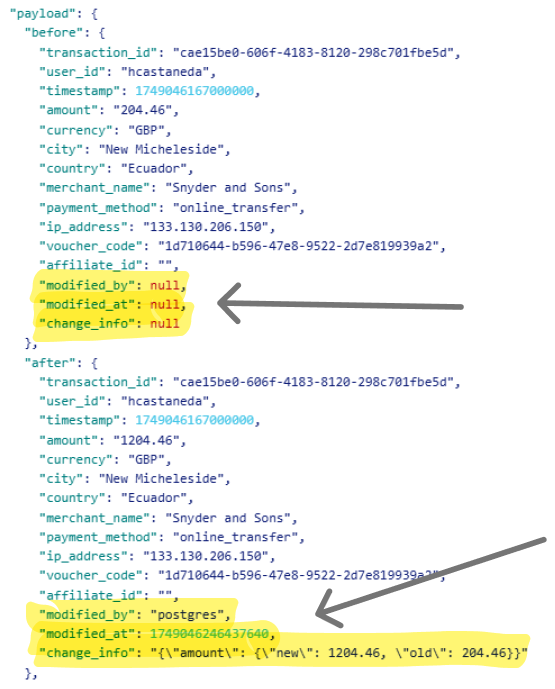 "payload": {
"before": {
"transaction_id": "cae15be0-606f-4183-8120-298c701fbe5d",
"user_id": "hcastaneda",
"timestamp": 1749046167000000,
"amount": "204.46",
"currency": "GBP",
"city": "New Micheleside",
"country": "Ecuador",
"merchant_name": "Snyder and Sons",
"payment_method": "online_transfer",
"ip_address": "133.130.206.150",
"voucher_code": "1d710644-b596-47e8-9522-2d7e819939a2",
"affiliate_id": "",
"modified_by": null,
"modified_at": null,
"change_info": null
},
"after": {
"transaction_id": "cae15be0-606f-4183-8120-298c701fbe5d",
"user_id": "hcastaneda",
"timestamp": 1749046167000000,
"amount": "1204.46",
"currency": "GBP",
"city": "New Micheleside",
"country": "Ecuador",
"merchant_name": "Snyder and Sons",
"payment_method": "online_transfer",
"ip_address": "133.130.206.150",
"voucher_code": "1d710644-b596-47e8-9522-2d7e819939a2",
"affiliate_id": "",
"modified_by": "postgres",
"modified_at": 1749046246437640,
"change_info": "{\"amount\": {\"new\": 1204.46, \"old\": 204.46}}"
},